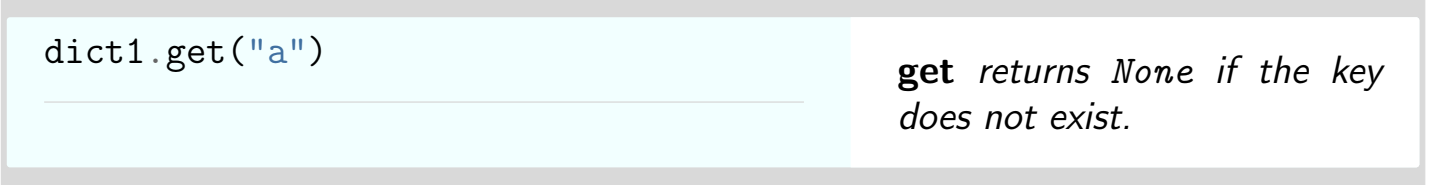 dict1.get("a")
get returns None if the key
does not exist.